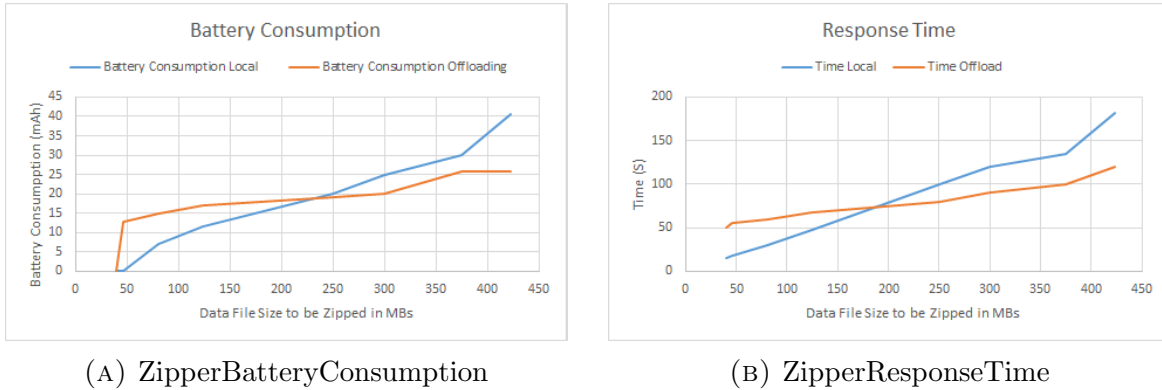 Battery Consumption
Battery Consumption Local
Battery Consumption Offloading
Battery Consumpption (mAh)
45
40
35
30
25
20
15
10
5
0
0 50 100 150 200 250 300 350 400 450
Data File Size to be Zipped in MBs
(A) ZipperBatteryConsumption
Response Time
Time Local
Time Offload
Time (S)
200
150
100
50
0
0 50 100 150 200 250 300 350 400 450
Data File Size to be Zipped in MBs
(B) ZipperResponseTime